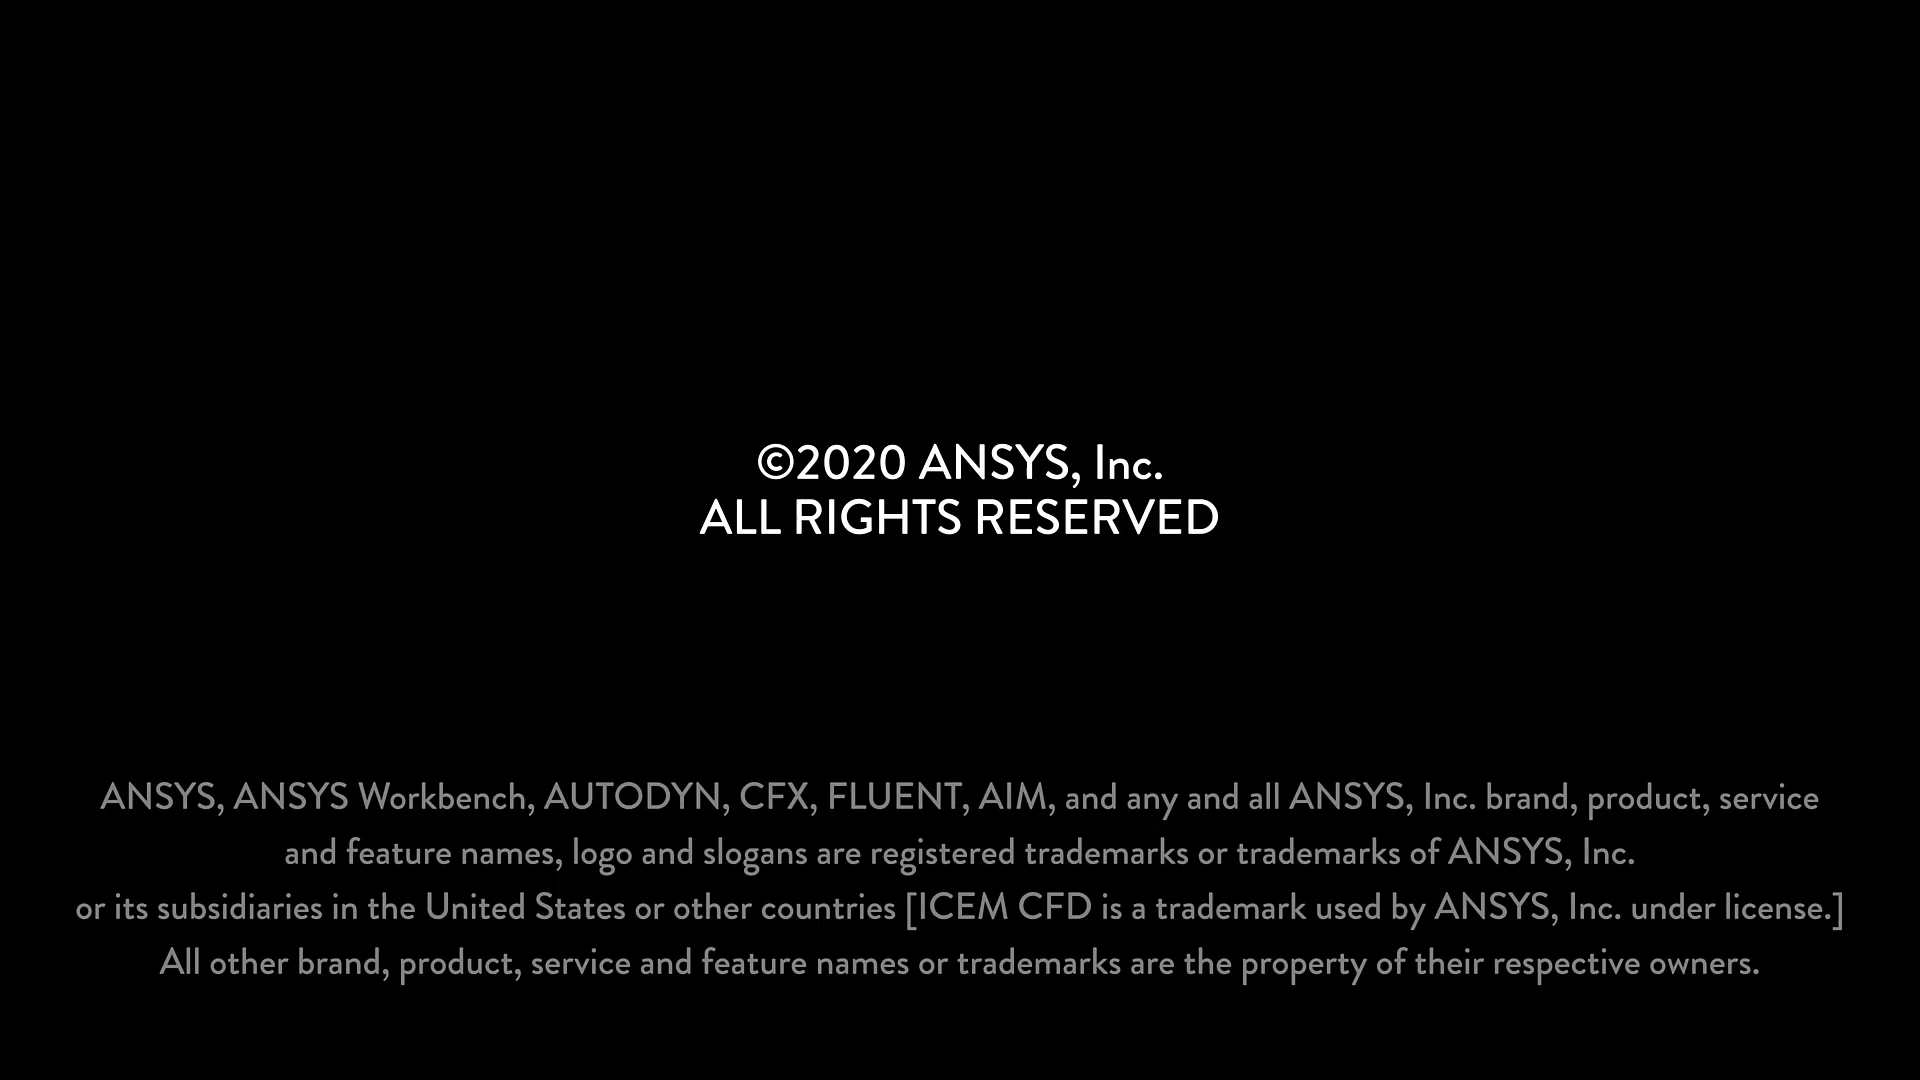 ©2020 ANSYS, Inc.
ALL RIGHTS RESERVED
ANSYS, ANSYS Workbench, AUTODYN, CFX, FLUENT, AIM, and any and all ANSYS, Inc. brand, product, service
and feature names, logo and slogans are registered trademarks or trademarks of ANSYS, Inc.
or its subsidiaries in the United States or other countries [ICEM CFD is a trademark used by ANSYS, Inc. under license.]
All other brand, product, service and feature names or trademarks are the property of their respective owners.